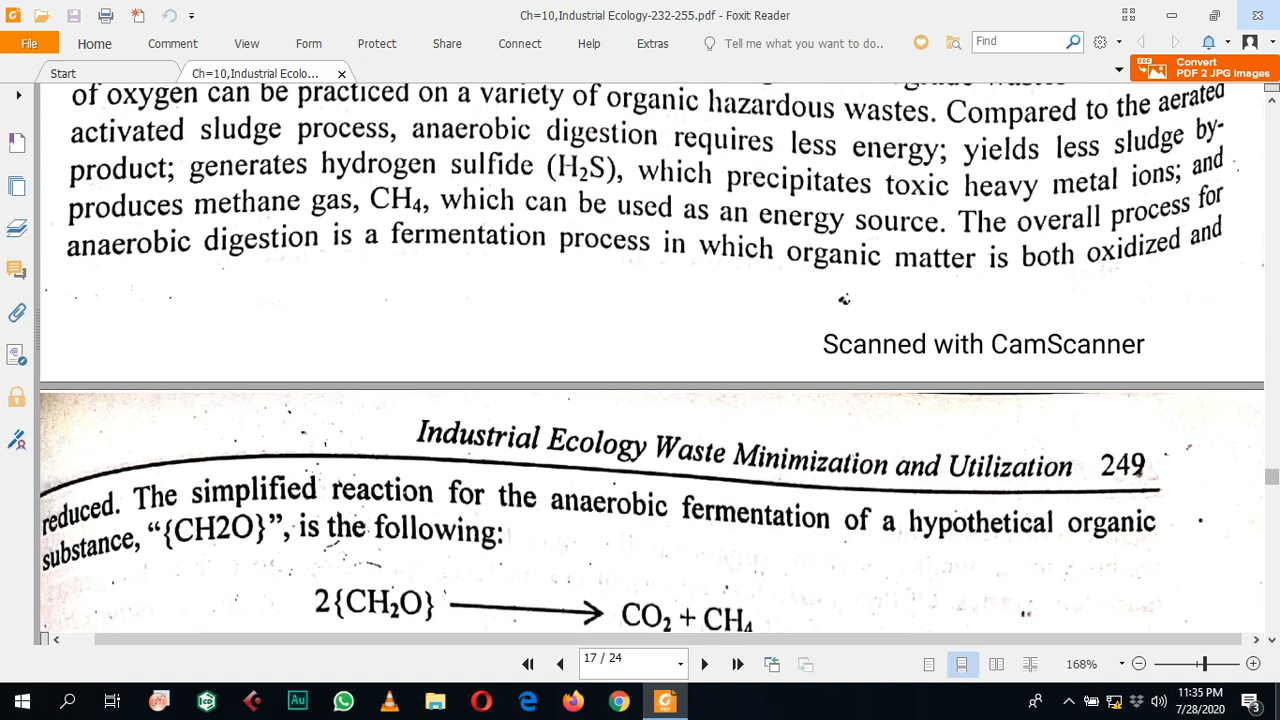 Ch=10,Industrial Ecology-232-255.pdf - Foxit Reader
File Home Comment View Form Protect Share Connect Help Extras Tell me what you want to do.. Find
Start Ch=10,Industrial Ecolo... Convert
PDF 2 JPG Images
of oxygen can be practiced on a variety of organic hazardous wastes. Compared to the aerated
activated sludge process, anaerobic digestion requires less energy; yields less sludge by-
product; generates hydrogen sulfide (H₂S), which precipitates toxic heavy metal ions; and
produces methane gas, CH₄, which can be used as an energy source. The overall process for
anaerobic digestion is a fermentation process in which organic matter is both oxidized and
Scanned with CamScanner
Industrial Ecology Waste Minimization and Utilization 249
reduced. The simplified reaction for the anaerobic fermentation of a hypothetical organic
substance, “{CH2O}”, is the following:
2{CH₂O} ⟶ CO₂ + CH₄
17 / 24 168%
Au 11:35 PM
7/28/2020 3